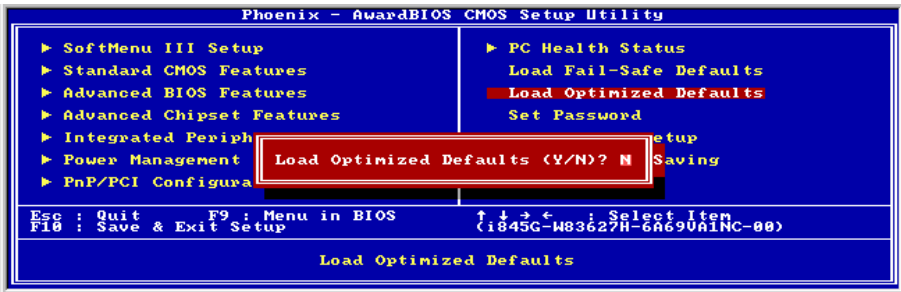 Phoenix - AwardBIOS CMOS Setup Utility
► SoftMenu III Setup
► Standard CMOS Features
► Advanced BIOS Features
► Advanced Chipset Features
► Integrated Periph
► Power Management
► PnP/PCI Configura
► PC Health Status
Load Fail-Safe Defaults
Load Optimized Defaults
Set Password
etup
Saving
Load Optimized Defaults (Y/N)? N
Esc : Quit F9 : Menu in BIOS ↑ ↓ → ← : Select Item
F10 : Save & Exit Setup (i845G-W83627H-6A69VA1NC-00)
Load Optimized Defaults